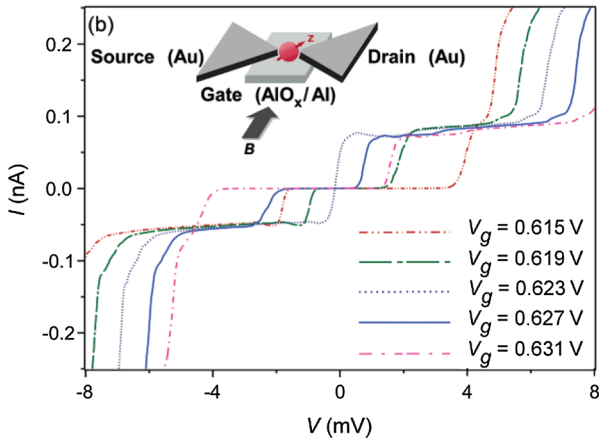 (b)
z
Source (Au)
Drain (Au)
Gate (AlOx/Al)
B
I (nA)
0.2
0.1
0.0
-0.1
-0.2
Vg = 0.615 V
Vg = 0.619 V
Vg = 0.623 V
Vg = 0.627 V
Vg = 0.631 V
-8 -4 0 4 8
V (mV)